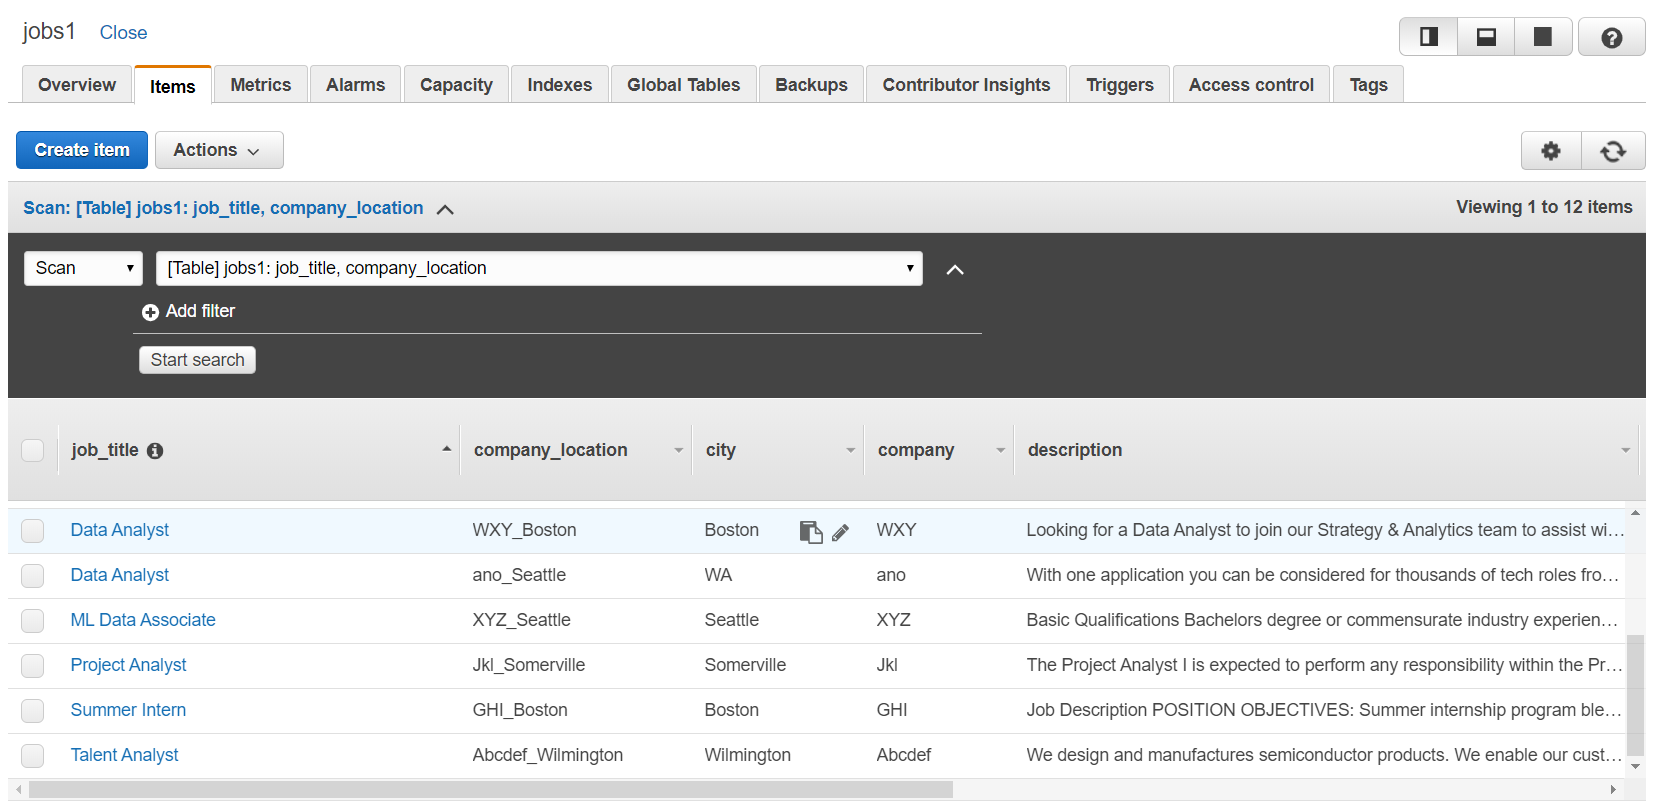 jobs1 Close
Overview Items Metrics Alarms Capacity Indexes Global Tables Backups Contributor Insights Triggers Access control Tags
Create item Actions
Scan: [Table] jobs1: job_title, company_location Viewing 1 to 12 items
Scan [Table] jobs1: job_title, company_location
Add filter
Start search
job_title company_location city company description
Data Analyst WXY_Boston Boston WXY Looking for a Data Analyst to join our Strategy & Analytics team to assist wi...
Data Analyst ano_Seattle WA ano With one application you can be considered for thousands of tech roles fro...
ML Data Associate XYZ_Seattle Seattle XYZ Basic Qualifications Bachelors degree or commensurate industry experien...
Project Analyst Jkl_Somerville Somerville Jkl The Project Analyst I is expected to perform any responsibility within the Pr...
Summer Intern GHI_Boston Boston GHI Job Description POSITION OBJECTIVES: Summer internship program ble...
Talent Analyst Abcdef_Wilmington Wilmington Abcdef We design and manufactures semiconductor products. We enable our cust...